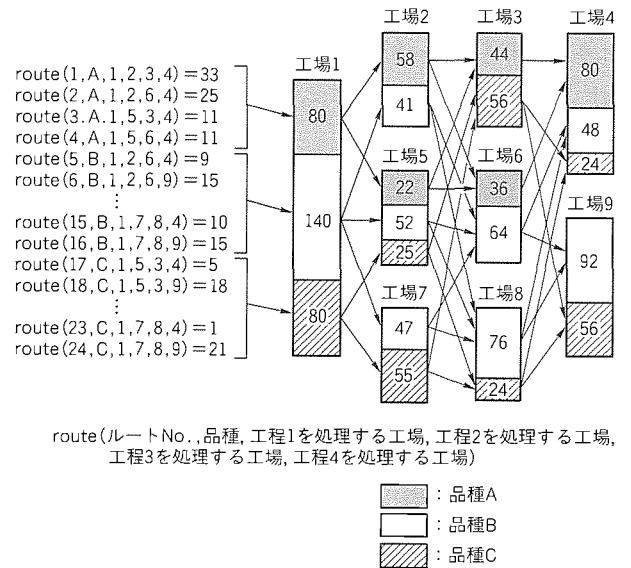 工場1
工場2
工場3
工場4
route(1,A,1,2,3,4)=33
route(2,A,1,2,6,4)=25
route(3.A.1,5,3,4)=11
route(4,A,1,5,6,4)=11
route(5,B,1,2,6,4)=9
route(6,B,1,2,6,9)=15
⋮
route(15,B,1,7,8,4)=10
route(16,B,1,7,8,9)=15
route(17,C,1,5,3,4)=5
route(18,C,1,5,3,9)=18
⋮
route(23,C,1,7,8,4)=1
route(24,C,1,7,8,9)=21
80
140
80
58
41
工場5
22
52
25
工場7
47
55
44
56
工場6
36
64
工場8
76
24
80
48
24
工場9
92
56
route(ルートNo.,品種,工程1を処理する工場,工程2を処理する工場,
工程3を処理する工場,工程4を処理する工場)
:品種A
:品種B
:品種C